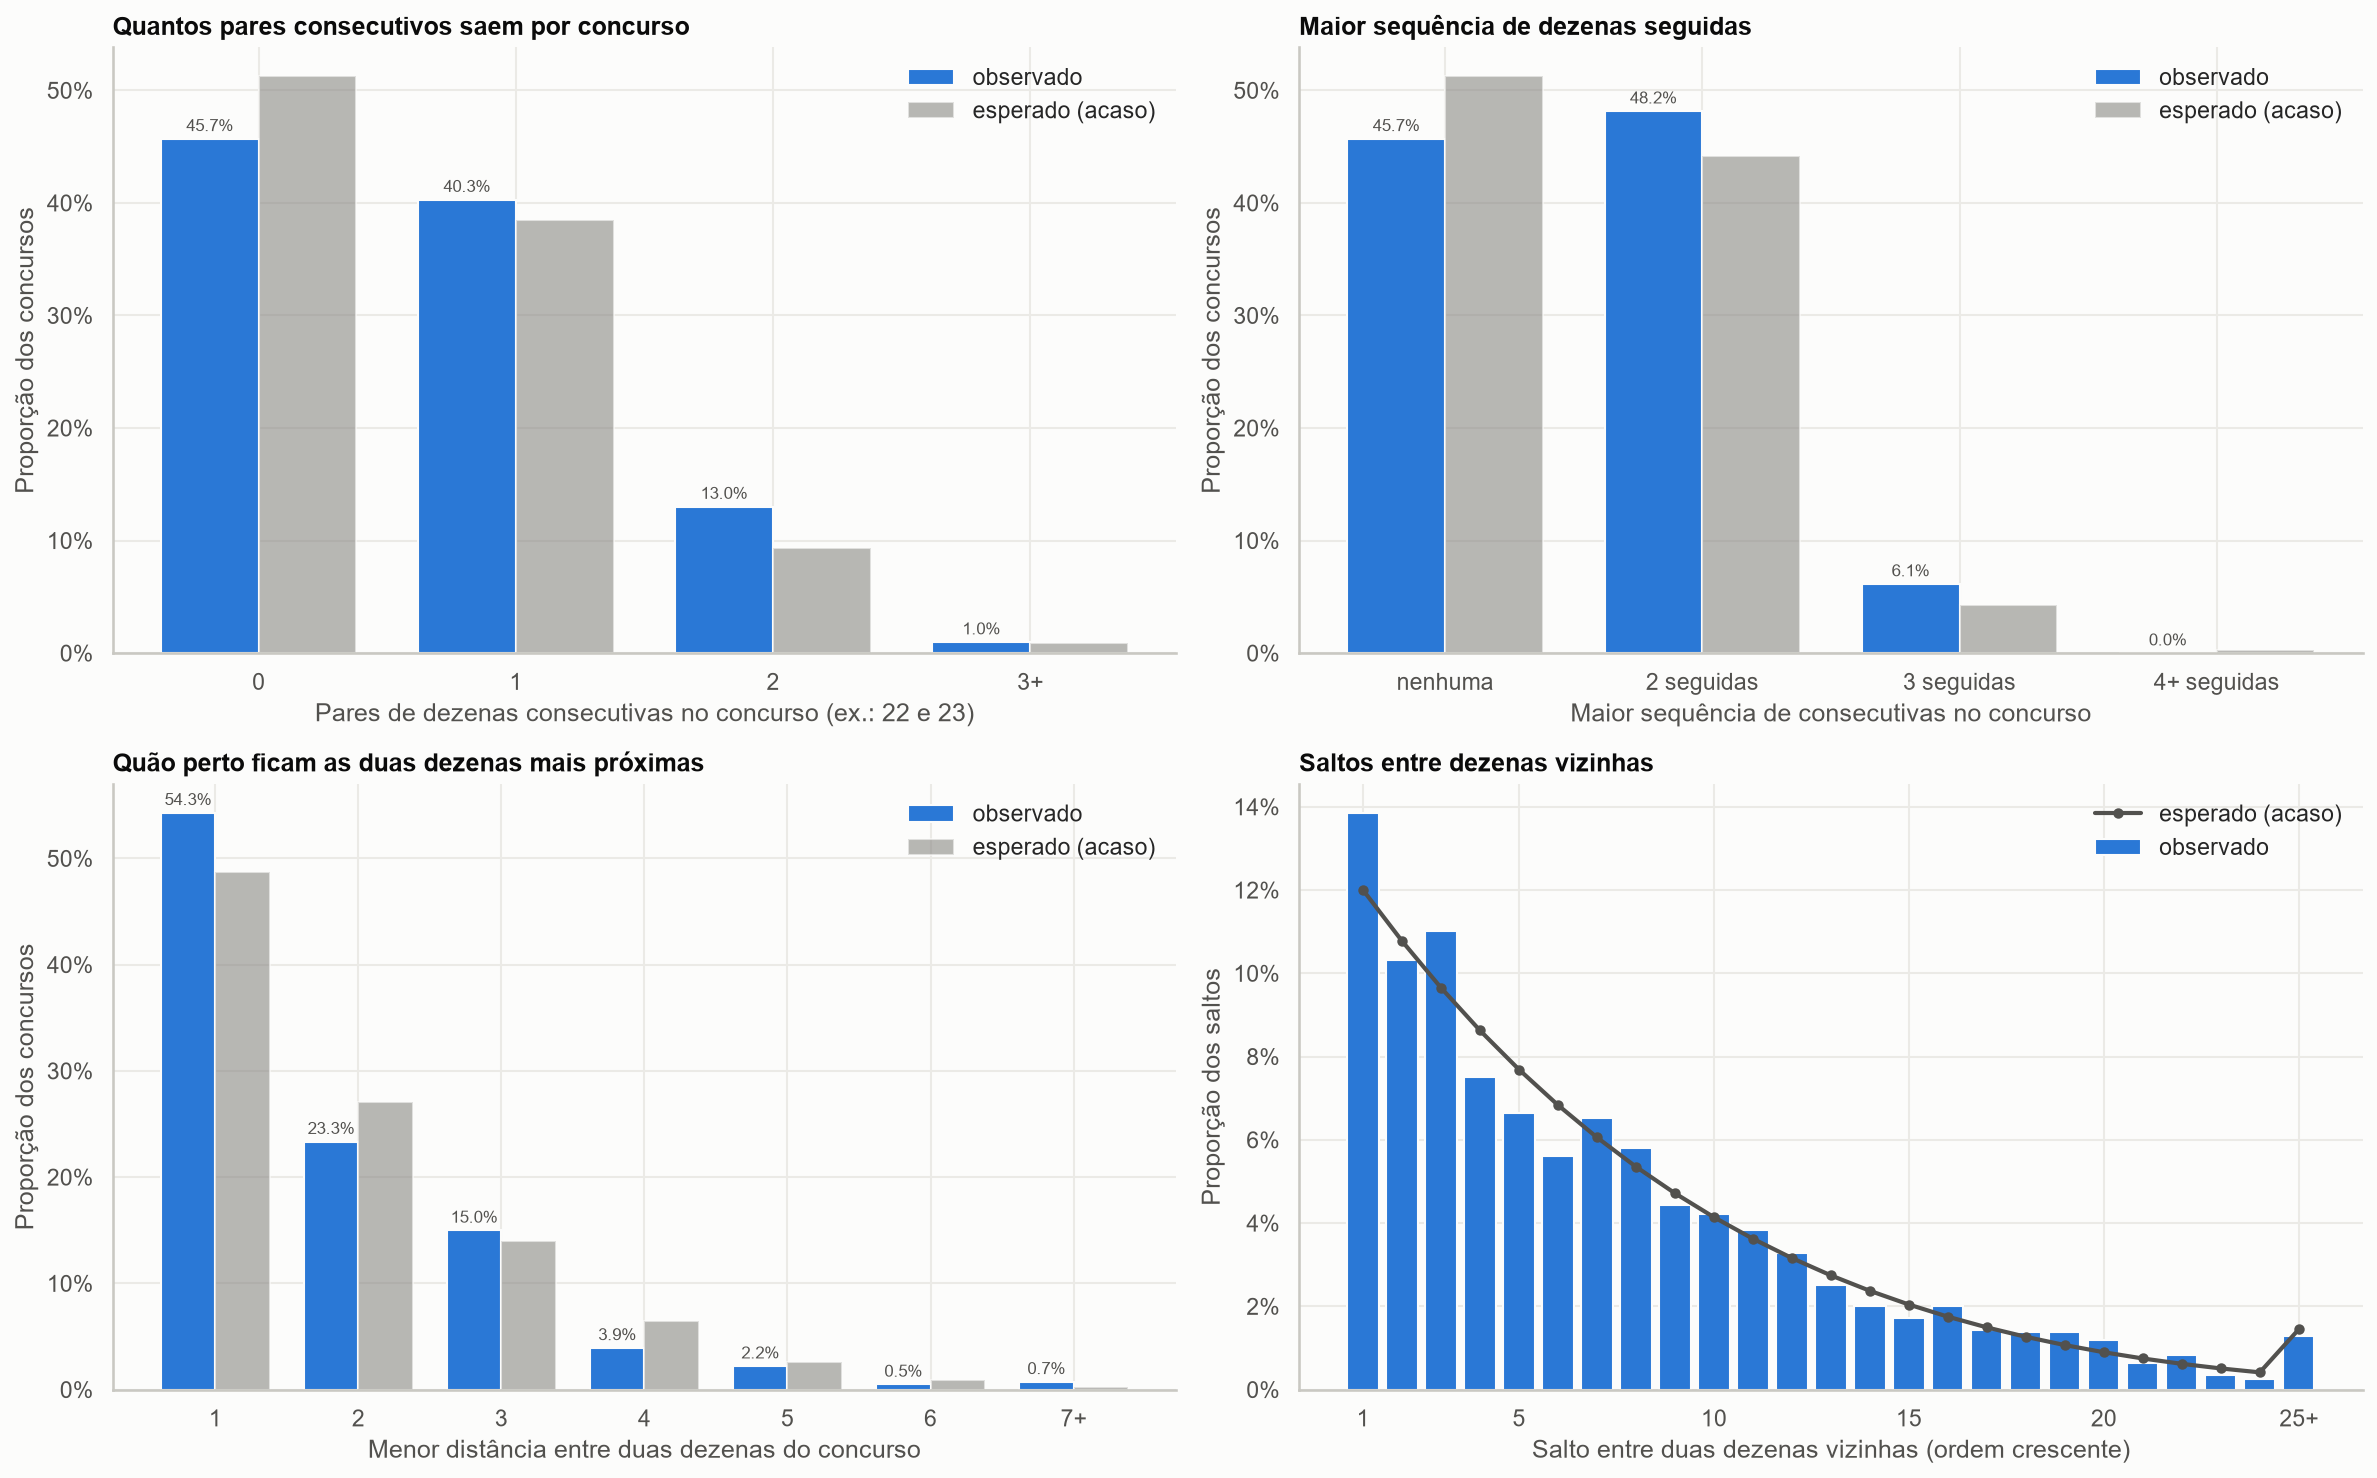 Quantos pares consecutivos saem por concurso
Proporção dos concursos
50%
40%
30%
20%
10%
0%
observado
esperado (acaso)
45.7%
40.3%
13.0%
1.0%
0
1
2
3+
Pares de dezenas consecutivas no concurso (ex.: 22 e 23)
Maior sequência de dezenas seguidas
Proporção dos concursos
50%
40%
30%
20%
10%
0%
observado
esperado (acaso)
45.7%
48.2%
6.1%
0.0%
nenhuma
2 seguidas
3 seguidas
4+ seguidas
Maior sequência de consecutivas no concurso
Quão perto ficam as duas dezenas mais próximas
Proporção dos concursos
50%
40%
30%
20%
10%
0%
observado
esperado (acaso)
54.3%
23.3%
15.0%
3.9%
2.2%
0.5%
0.7%
1
2
3
4
5
6
7+
Menor distância entre duas dezenas do concurso
Saltos entre dezenas vizinhas
Proporção dos saltos
14%
12%
10%
8%
6%
4%
2%
0%
esperado (acaso)
observado
1
5
10
15
20
25+
Salto entre duas dezenas vizinhas (ordem crescente)